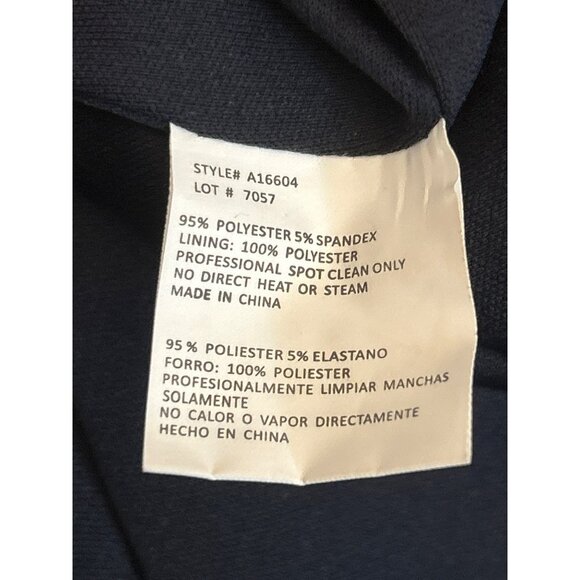 STYLE# A16604
LOT # 7057
95% POLYESTER 5% SPANDEX
LINING: 100% POLYESTER
PROFESSIONAL SPOT CLEAN ONLY
NO DIRECT HEAT OR STEAM
MADE IN CHINA
95% POLIESTER 5% ELASTANO
FORRO: 100% POLIESTER
PROFESIONALMENTE LIMPIAR MANCHAS
SOLAMENTE
NO CALOR O VAPOR DIRECTAMENTE
HECHO EN CHINA